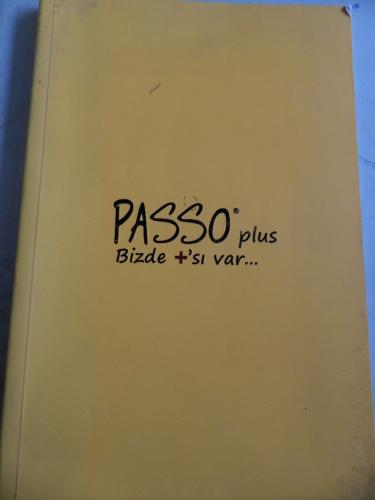 PASSO® plus
Bizde +'sı var...